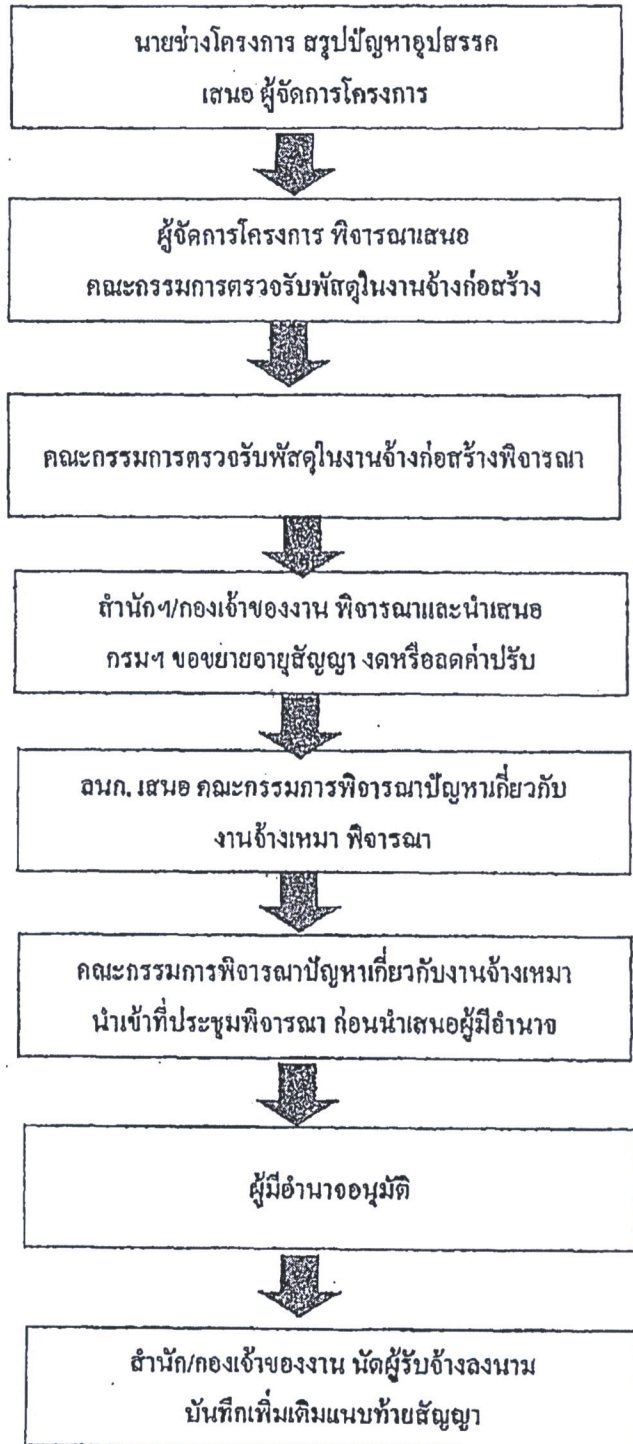 นายช่างโครงการ สรุปปัญหาอุปสรรค
เสนอ ผู้จัดการโครงการ
ผู้จัดการโครงการ พิจารณาเสนอ
คณะกรรมการตรวจรับพัสดุในงานจ้างก่อสร้าง
คณะกรรมการตรวจรับพัสดุในงานจ้างก่อสร้างพิจารณา
สำนักฯ/กองเจ้าของงาน พิจารณาและนำเสนอ
กรมฯ ขอขยายอายุสัญญา งดหรือลดค่าปรับ
ลนก. เสนอ คณะกรรมการพิจารณาปัญหาเกี่ยวกับ
งานจ้างเหมา พิจารณา
คณะกรรมการพิจารณาปัญหาเกี่ยวกับงานจ้างเหมา
นำเข้าที่ประชุมพิจารณา ก่อนนำเสนอผู้มีอำนาจ
ผู้มีอำนาจอนุมัติ
สำนัก/กองเจ้าของงาน นัดผู้รับจ้างลงนาม
บันทึกเพิ่มเติมแนบท้ายสัญญา